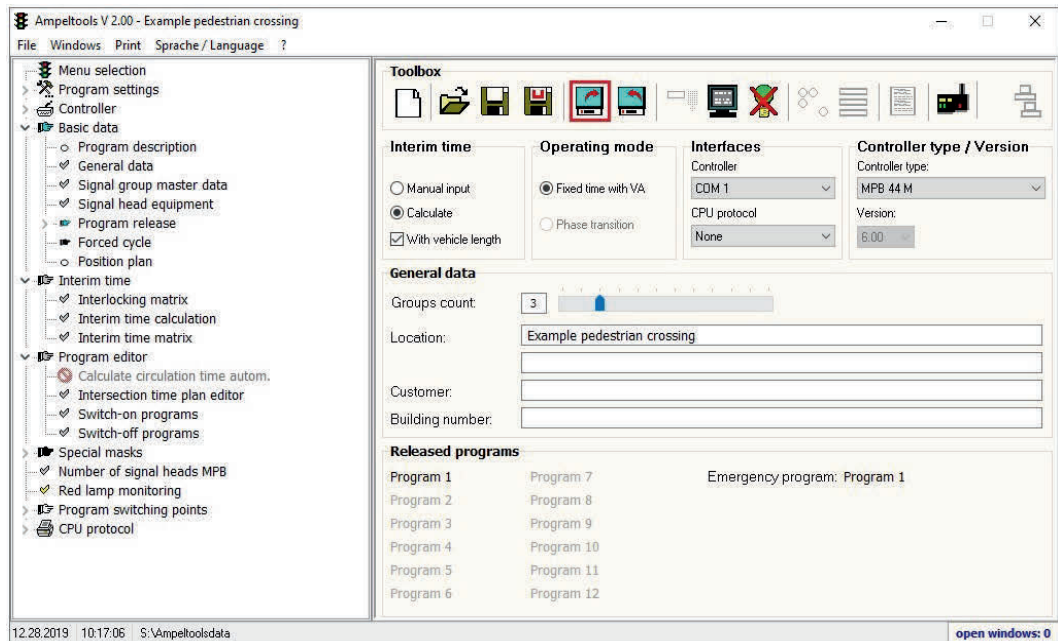 Ampeltools V 2.00 - Example pedestrian crossing
File Windows Print Sprache / Language ?
Menu selection
Program settings
Controller
Basic data
Program description
General data
Signal group master data
Signal head equipment
Program release
Forced cycle
Position plan
Interim time
Interlocking matrix
Interim time calculation
Interim time matrix
Program editor
Calculate circulation time autom.
Intersection time plan editor
Switch-on programs
Switch-off programs
Special masks
Number of signal heads MPB
Red lamp monitoring
Program switching points
CPU protocol
Toolbox
Interim time
Manual input
Calculate
With vehicle length
Operating mode
Fixed time with VA
Phase transition
Interfaces
Controller
COM 1
CPU protocol
None
Controller type / Version
Controller type:
MPB 44 M
Version:
6.00
General data
Groups count: 3
Location: Example pedestrian crossing
Customer:
Building number:
Released programs
Program 1 Program 7 Emergency program: Program 1
Program 2 Program 8
Program 3 Program 9
Program 4 Program 10
Program 5 Program 11
Program 6 Program 12
12.28.2019 10:17:06 S:\Ampeltoolsdata open windows: 0